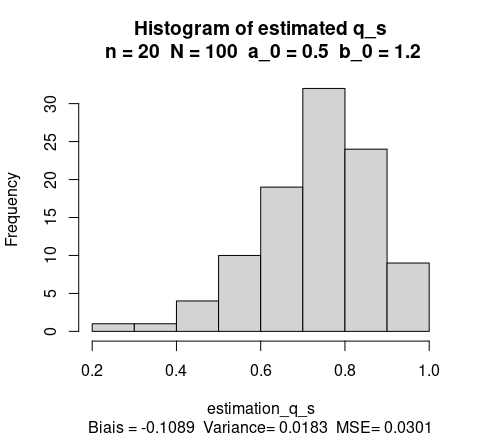 Histogram of estimated q_s
n = 20 N = 100 a_0 = 0.5 b_0 = 1.2
Frequency
30
25
20
15
10
5
0
0.2 0.4 0.6 0.8 1.0
estimation_q_s
Biais = -0.1089 Variance= 0.0183 MSE= 0.0301